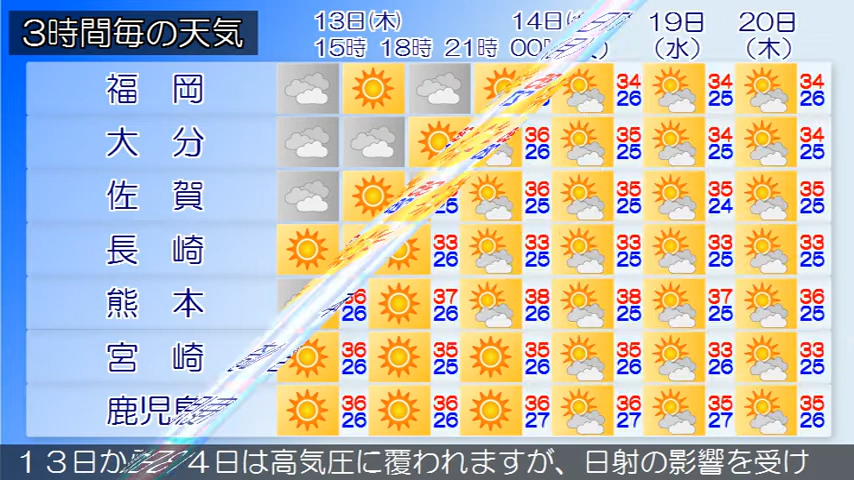 3時間毎の天気
13日(木) 14日 19日 20日
15時 18時 21時 (水) (木)
福 岡 34 26 34 25 34 26
大 分 36 26 35 25 34 25 34 25
佐 賀 25 36 25 35 25 35 24 35 25
長 崎 33 26 33 25 33 25 33 25 33 25
熊 本 26 37 26 38 26 38 25 37 25 36 25
宮 崎 36 26 35 25 35 26 35 26 33 26 33 25
鹿児島 36 26 36 26 36 27 36 27 35 27 35 26
13日か 4日は高気圧に覆われますが、日射の影響を受け